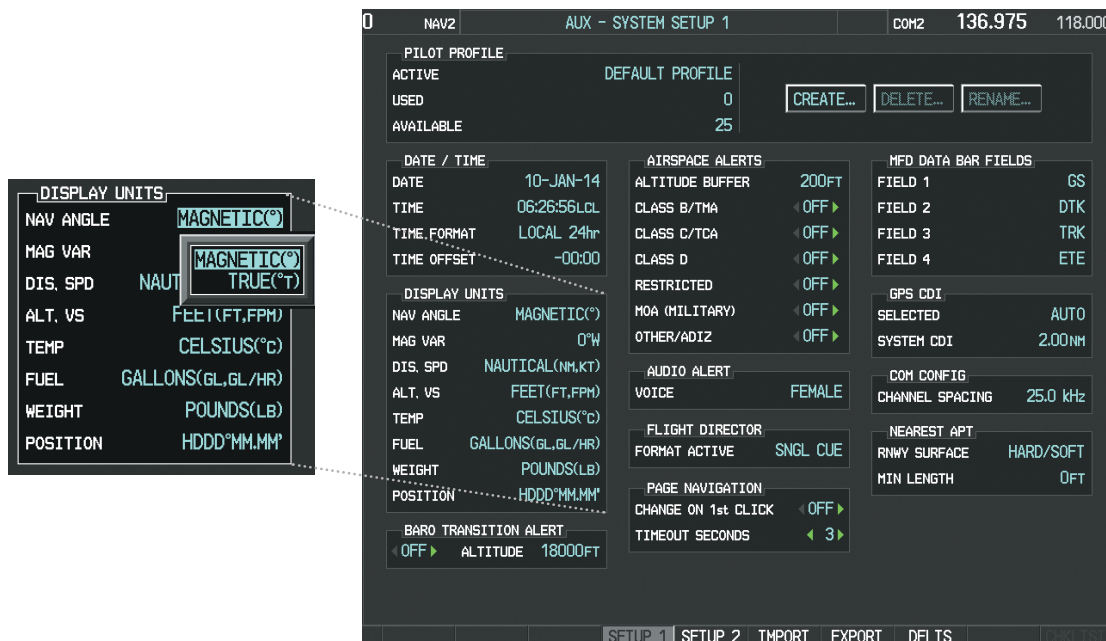 DISPLAY UNITS
NAV ANGLE MAGNETIC(°)
MAG VAR MAGNETIC(°)
DIS, SPD NAUT TRUE(°T)
ALT, VS FEET(FT,FPM)
TEMP CELSIUS(°C)
FUEL GALLONS(GL,GL/HR)
WEIGHT POUNDS(LB)
POSITION HDDD°MM.MM'
0 NAV2 AUX - SYSTEM SETUP 1 COM2 136.975 118.000
PILOT PROFILE
ACTIVE DEFAULT PROFILE
USED 0 CREATE... DELETE... RENAME...
AVAILABLE 25
DATE / TIME
DATE 10-JAN-14
TIME 06:26:56LCL
TIME FORMAT LOCAL 24hr
TIME OFFSET -00:00
DISPLAY UNITS
NAV ANGLE MAGNETIC(°)
MAG VAR 0°W
DIS, SPD NAUTICAL(NM,KT)
ALT, VS FEET(FT,FPM)
TEMP CELSIUS(°C)
FUEL GALLONS(GL,GL/HR)
WEIGHT POUNDS(LB)
POSITION HDDD°MM.MM'
BARO TRANSITION ALERT
OFF ALTITUDE 18000FT
AIRSPACE ALERTS
ALTITUDE BUFFER 200FT
CLASS B/TMA OFF
CLASS C/TCA OFF
CLASS D OFF
RESTRICTED OFF
MOA (MILITARY) OFF
OTHER/ADIZ OFF
AUDIO ALERT
VOICE FEMALE
FLIGHT DIRECTOR
FORMAT ACTIVE SNGL CUE
PAGE NAVIGATION
CHANGE ON 1st CLICK OFF
TIMEOUT SECONDS 3
MFD DATA BAR FIELDS
FIELD 1 GS
FIELD 2 DTK
FIELD 3 TRK
FIELD 4 ETE
GPS CDI
SELECTED AUTO
SYSTEM CDI 2.00NM
COM CONFIG
CHANNEL SPACING 25.0 kHz
NEAREST APT
RNWY SURFACE HARD/SOFT
MIN LENGTH 0FT
SETUP 1 SETUP 2 IMPORT EXPORT DFLTS